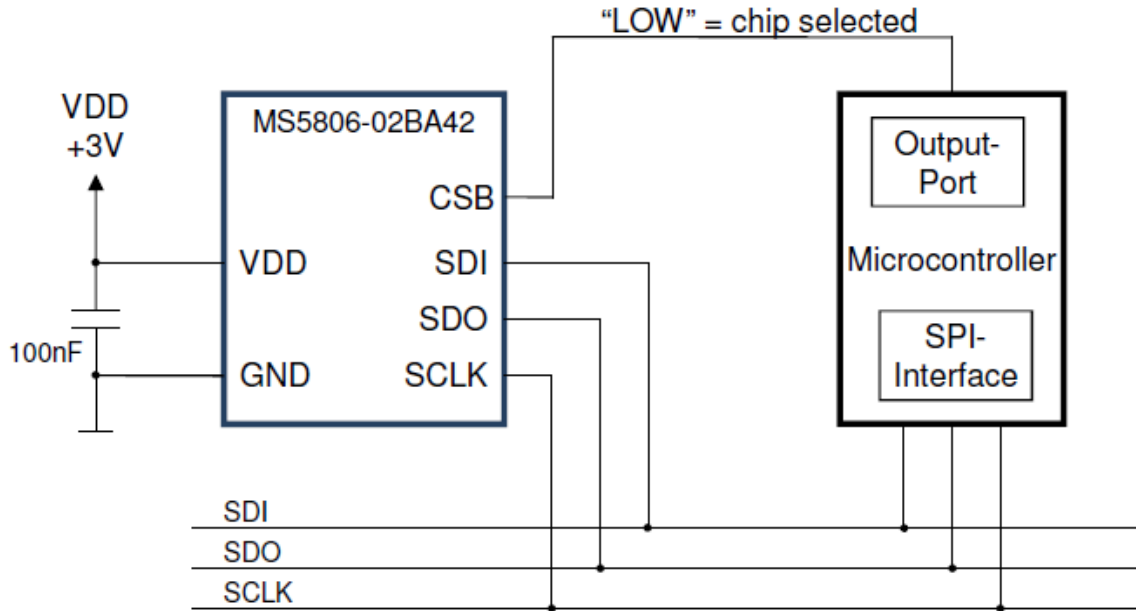 “LOW” = chip selected
VDD
+3V
MS5806-02BA42
Output-
Port
CSB
VDD
SDI
Microcontroller
SDO
SPI-
Interface
100nF
GND
SCLK
SDI
SDO
SCLK